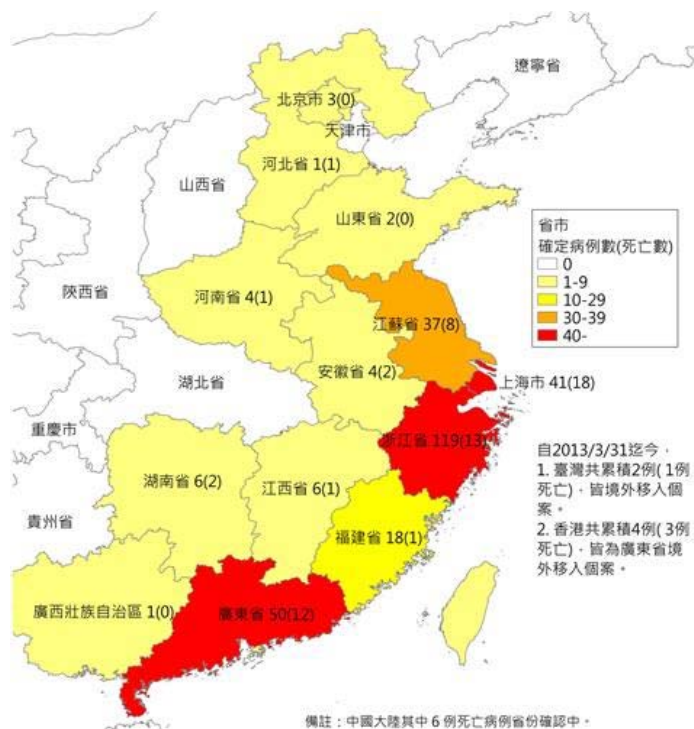 遼寧省
北京市 3(0)
天津市
河北省 1(1)
山西省
山東省 2(0)
省市
確定病例數(死亡數)
0
1-9
10-29
30-39
40-
陝西省
河南省 4(1)
江蘇省 37(8)
安徽省 4(2)
湖北省
上海市 41(18)
重慶市
浙江省 119(13)
湖南省 6(2)
江西省 6(1)
貴州省
福建省 18(1)
自2013/3/31迄今，
1. 臺灣共累積2例( 1例
死亡)，皆境外移入個
案。
2. 香港共累積4例( 3例
死亡)，皆為廣東省境
外移入個案。
廣西壯族自治區 1(0)
廣東省 50(12)
備註：中國大陸其中 6 例死亡病例省份確認中。